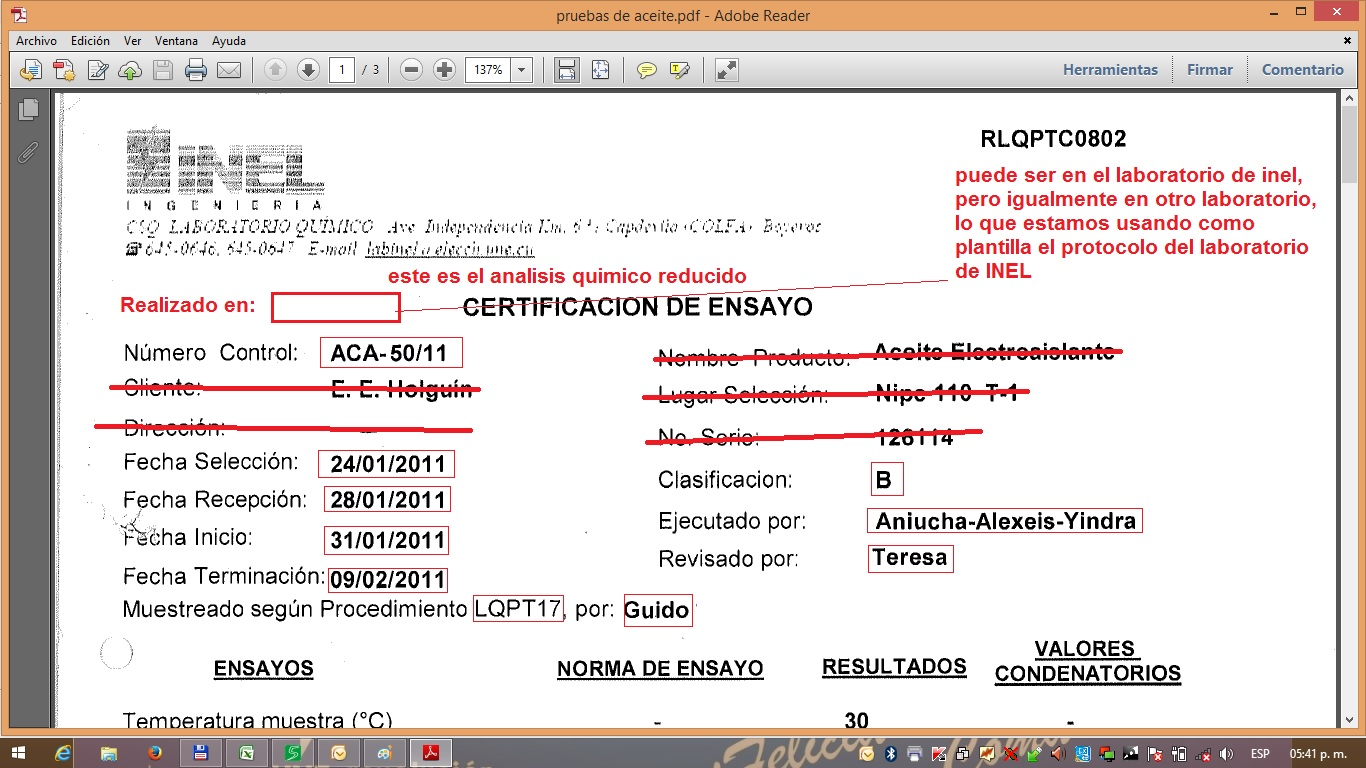 pruebas de aceite.pdf - Adobe Reader
Archivo Edición Ver Ventana Ayuda
1 / 3 137% Herramientas Firmar Comentario
INEL
INGENIERIA
RLQPTC0802
CSQ LABORATORIO QUÍMICO Ave. Independencia Km. 6 ½ Capdevila (COLFA) Boyeros
645-0646, 645-0647 E-mail
puede ser en el laboratorio de inel,
pero igualmente en otro laboratorio,
lo que estamos usando como
plantilla el protocolo del laboratorio
de INEL
este es el analisis quimico reducido
Realizado en:
CERTIFICACION DE ENSAYO
Número Control: ACA-50/11
Nombre Producto: Aceite Electroaislante
Cliente: E. E. Holguín
Lugar Selección: Nipe 110 T-1
Dirección: –
No. Serie: 126114
Fecha Selección: 24/01/2011
Clasificacion: B
Fecha Recepción: 28/01/2011
Ejecutado por: Aniucha-Alexeis-Yindra
Fecha Inicio: 31/01/2011
Revisado por: Teresa
Fecha Terminación: 09/02/2011
Muestreado según Procedimiento LQPT17, por: Guido
ENSAYOS NORMA DE ENSAYO RESULTADOS VALORES
CONDENATORIOS
Temperatura muestra (°C) - 30 -
ESP 05:41 p. m.